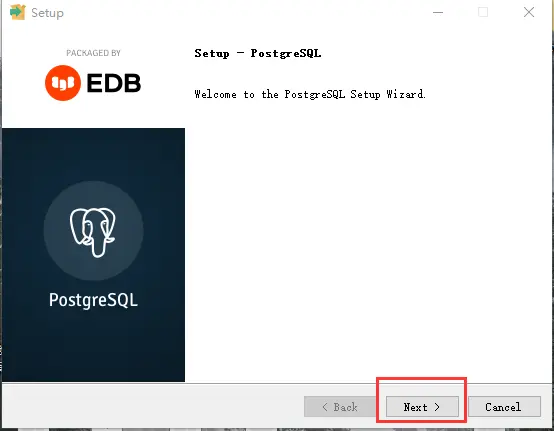 Setup
PACKAGED BY
EDB
Setup - PostgreSQL
Welcome to the PostgreSQL Setup Wizard.
PostgreSQL
< Back
Next >
Cancel